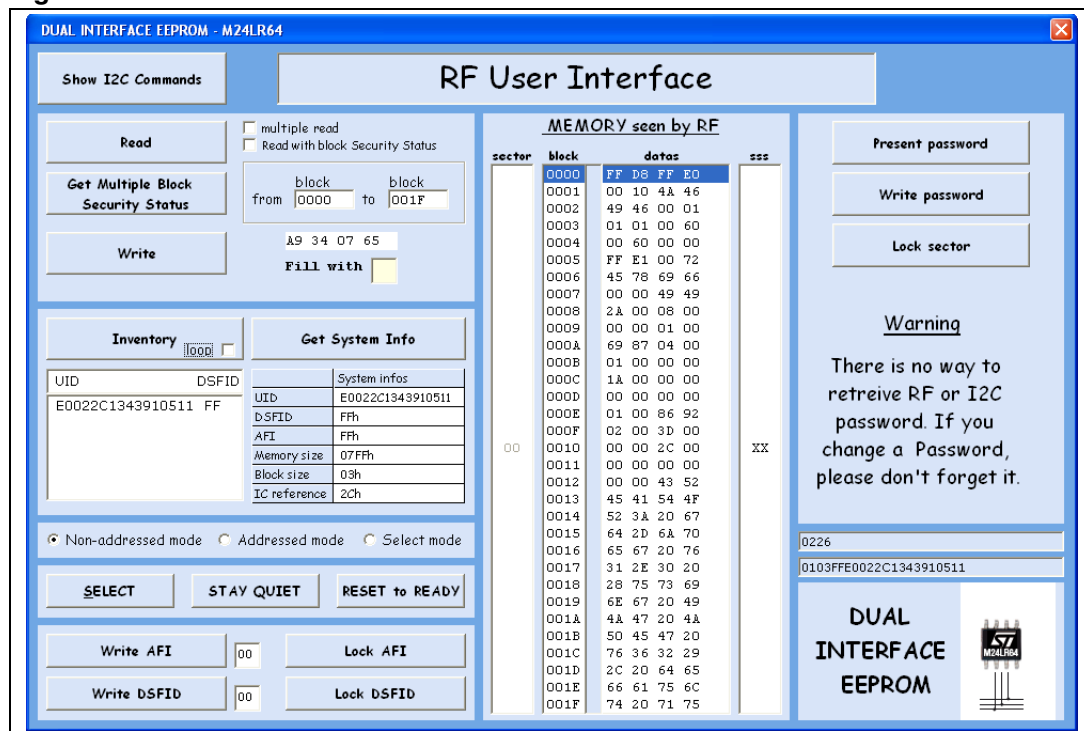 DUAL INTERFACE EEPROM - M24LR64
Show I2C Commands
RF User Interface
Read
multiple read
Read with block Security Status
Get Multiple Block
Security Status
block block
from 0000 to 001F
Write
A9 34 07 65
Fill with
Inventory
loop
Get System Info
UID DSFID
E0022C1343910511 FF
System infos
UID E0022C1343910511
DSFID FFh
AFI FFh
Memory size 07FFh
Block size 03h
IC reference 2Ch
Non-addressed mode Addressed mode Select mode
SELECT STAY QUIET RESET to READY
Write AFI 00 Lock AFI
Write DSFID 00 Lock DSFID
MEMORY seen by RF
sector block datas sss
0000 FF D8 FF E0
0001 00 10 4A 46
0002 49 46 00 01
0003 01 01 00 60
0004 00 60 00 00
0005 FF E1 00 72
0006 45 78 69 66
0007 00 00 49 49
0008 2A 00 08 00
0009 00 00 01 00
000A 69 87 04 00
000B 01 00 00 00
000C 1A 00 00 00
000D 00 00 00 00
000E 01 00 86 92
000F 02 00 3D 00
00 0010 00 00 2C 00 XX
0011 00 00 00 00
0012 00 00 43 52
0013 45 41 54 4F
0014 52 3A 20 67
0015 64 2D 6A 70
0016 65 67 20 76
0017 31 2E 30 20
0018 28 75 73 69
0019 6E 67 20 49
001A 4A 47 20 4A
001B 50 45 47 20
001C 76 36 32 29
001D 2C 20 64 65
001E 66 61 75 6C
001F 74 20 71 75
Present password
Write password
Lock sector
Warning
There is no way to
retreive RF or I2C
password. If you
change a Password,
please don't forget it.
0226
0103FFE0022C1343910511
DUAL
INTERFACE
EEPROM
ST
M24LR64